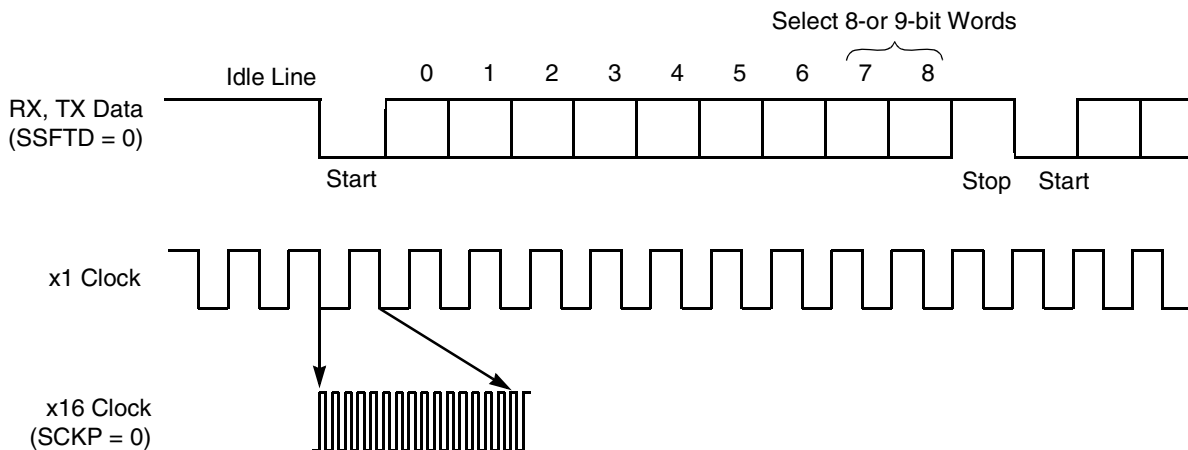 Select 8-or 9-bit Words
Idle Line
0 1 2 3 4 5 6 7 8
RX, TX Data
(SSFTD = 0)
Start
Stop
Start
x1 Clock
x16 Clock
(SCKP = 0)